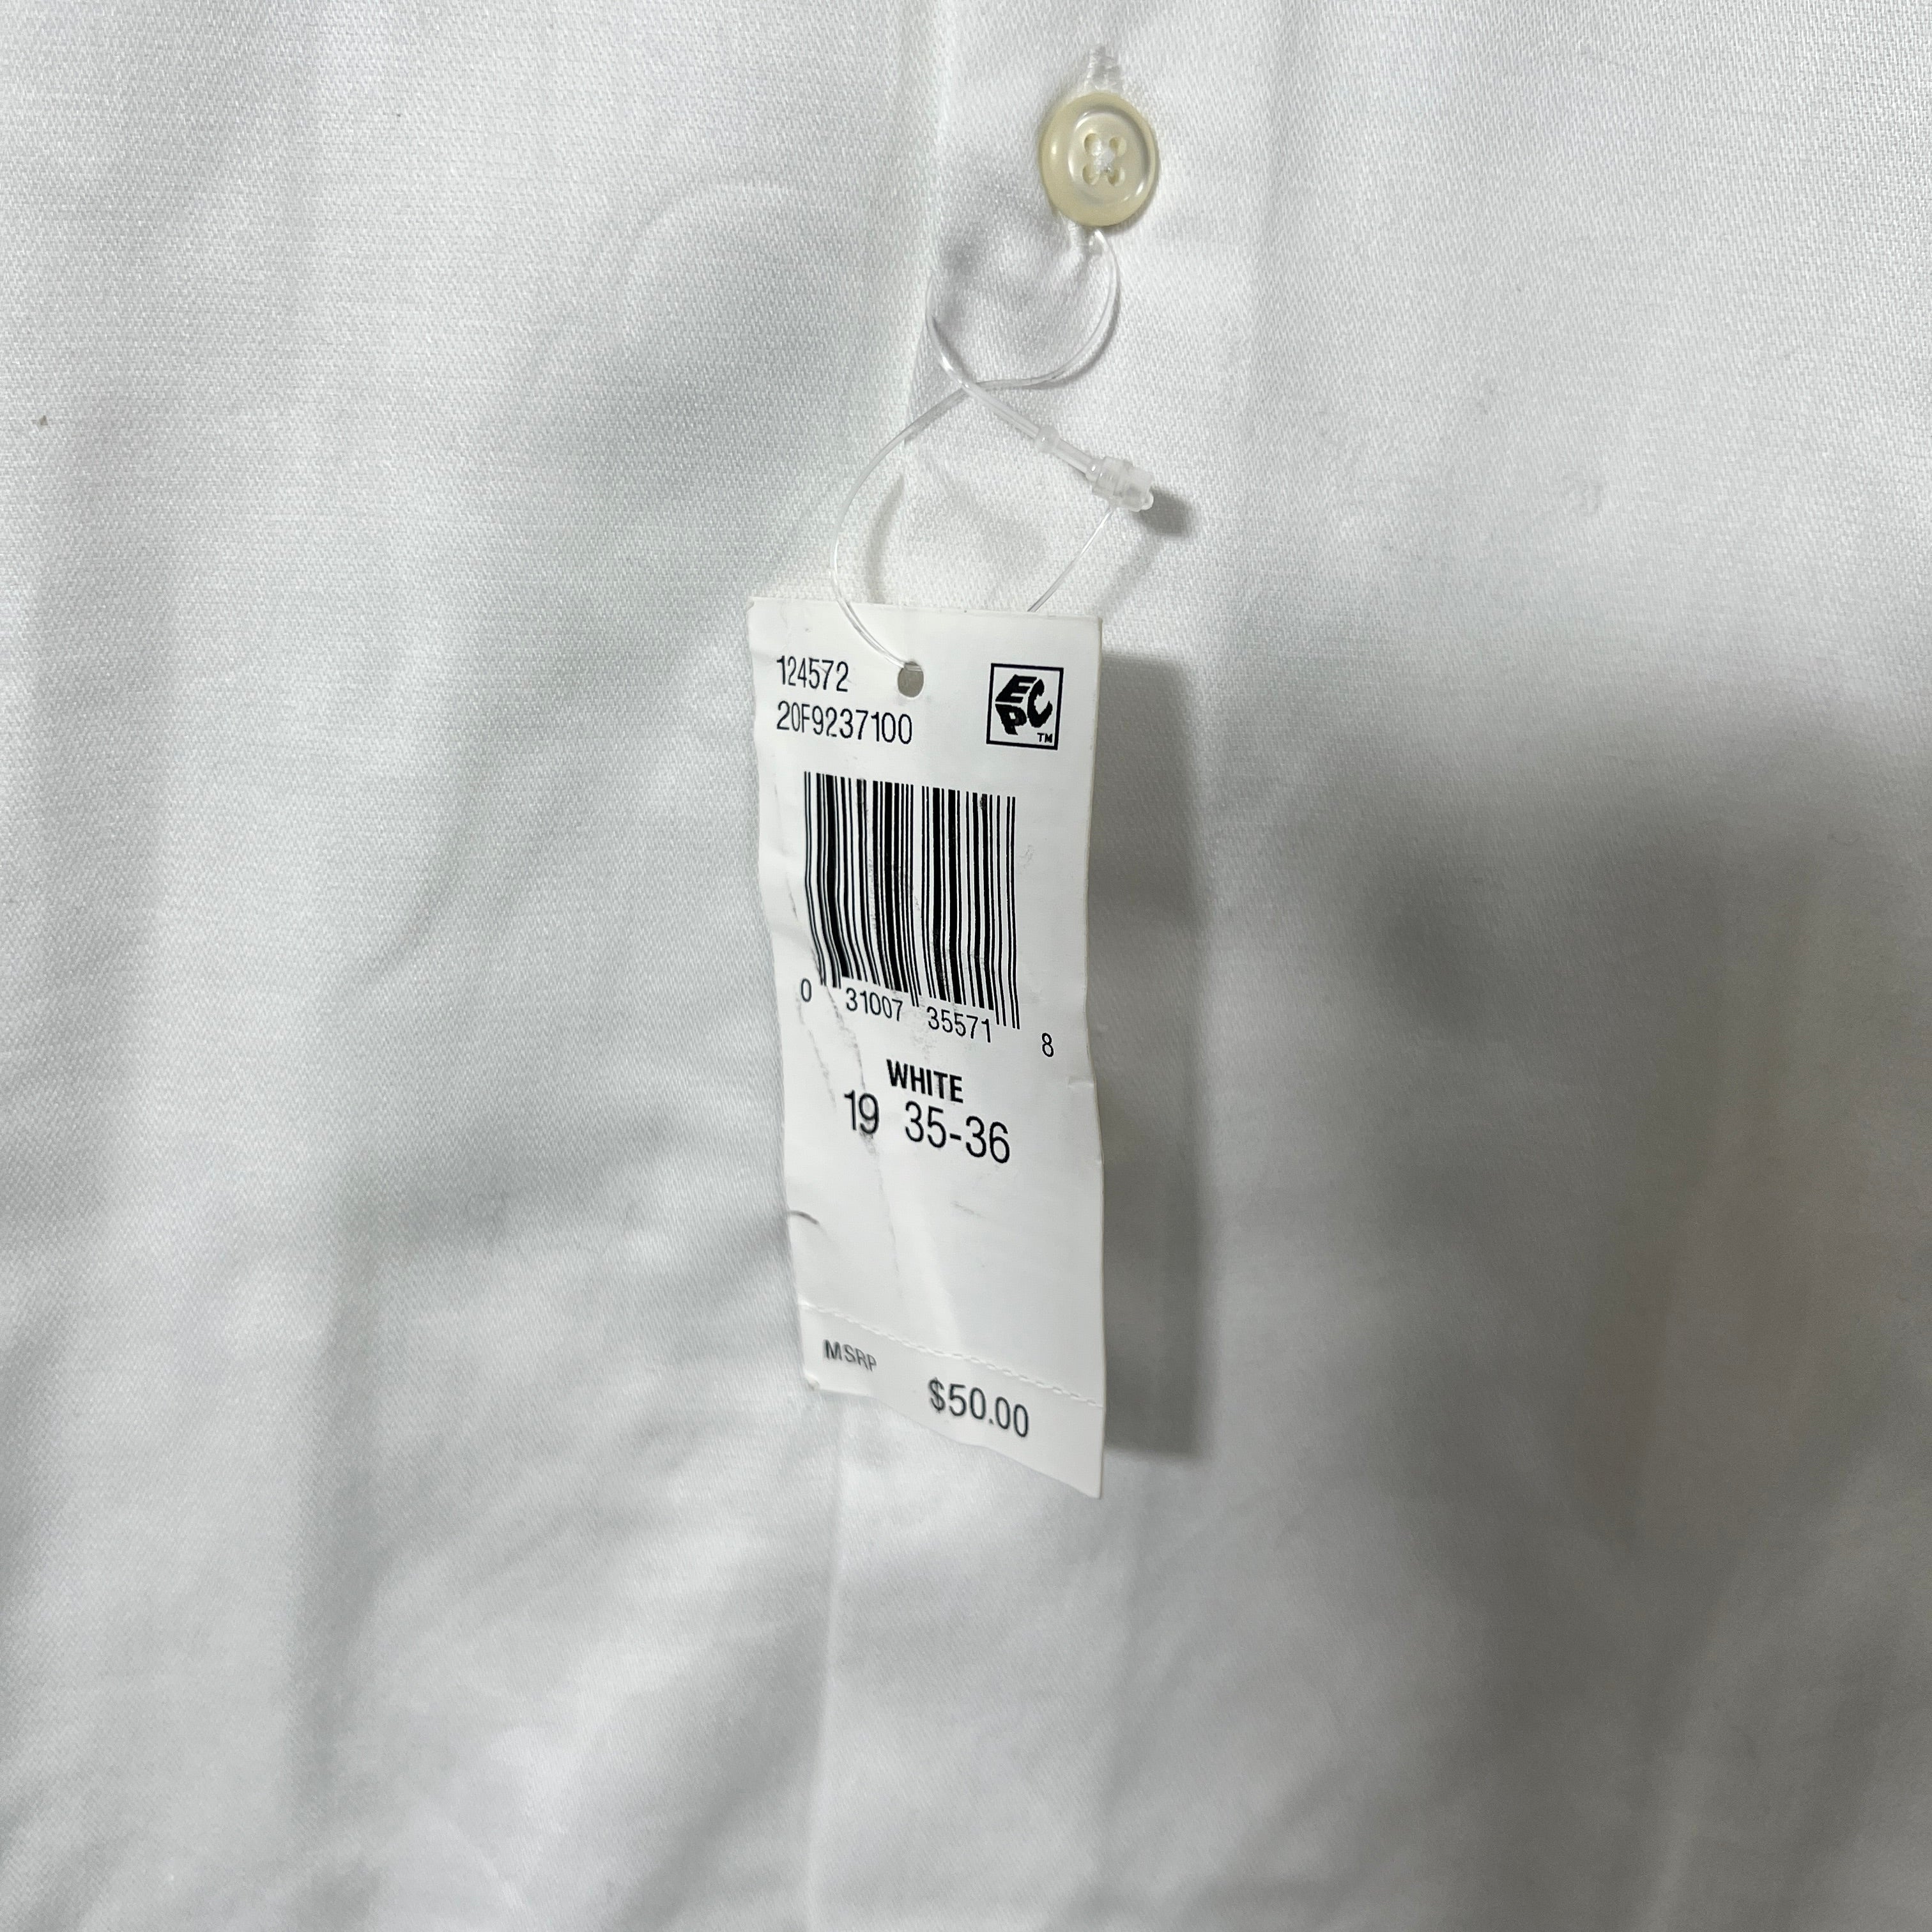 124572
20F9237100
EPC
TM
0 31007 35571 8
WHITE
19 35-36
MSRP
$50.00